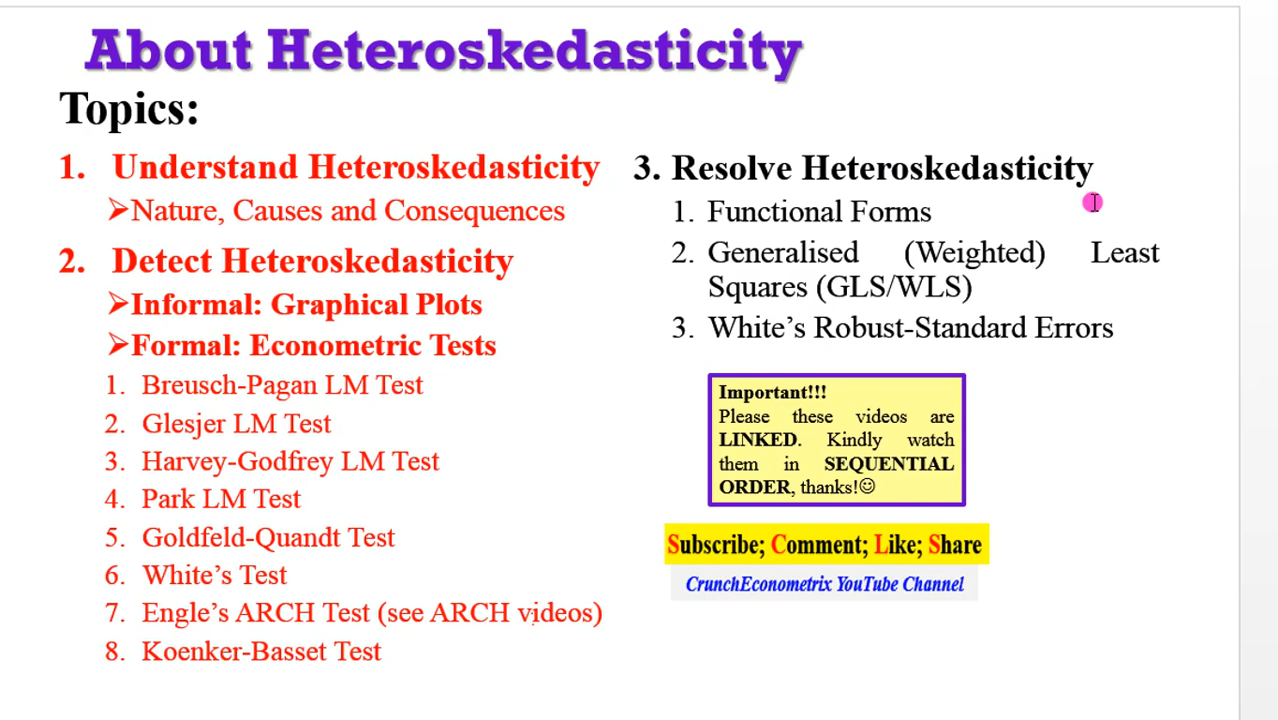 About Heteroskedasticity
Topics:
1. Understand Heteroskedasticity
➢Nature, Causes and Consequences
2. Detect Heteroskedasticity
➢Informal: Graphical Plots
➢Formal: Econometric Tests
1. Breusch-Pagan LM Test
2. Glesjer LM Test
3. Harvey-Godfrey LM Test
4. Park LM Test
5. Goldfeld-Quandt Test
6. White’s Test
7. Engle’s ARCH Test (see ARCH videos)
8. Koenker-Basset Test
3. Resolve Heteroskedasticity
1. Functional Forms
2. Generalised (Weighted) Least
Squares (GLS/WLS)
3. White’s Robust-Standard Errors
Important!!!
Please these videos are
LINKED. Kindly watch
them in SEQUENTIAL
ORDER, thanks!☺
Subscribe; Comment; Like; Share
CrunchEconometrix YouTube Channel